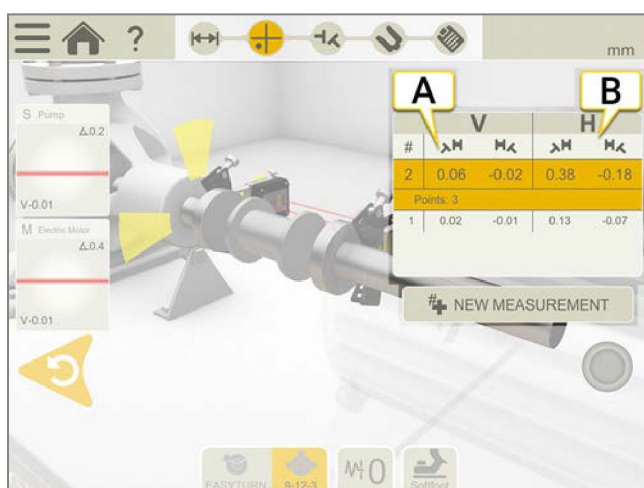 ?
mm
A
B
S Pump
∡0.2
V-0.01
M Electric Motor
∡0.4
V-0.01
V H
#
2 0.06 -0.02 0.38 -0.18
Points: 3
1 0.02 -0.01 0.13 -0.07
# NEW MEASUREMENT
EASYTURN 9-12-3 0 Softfoot